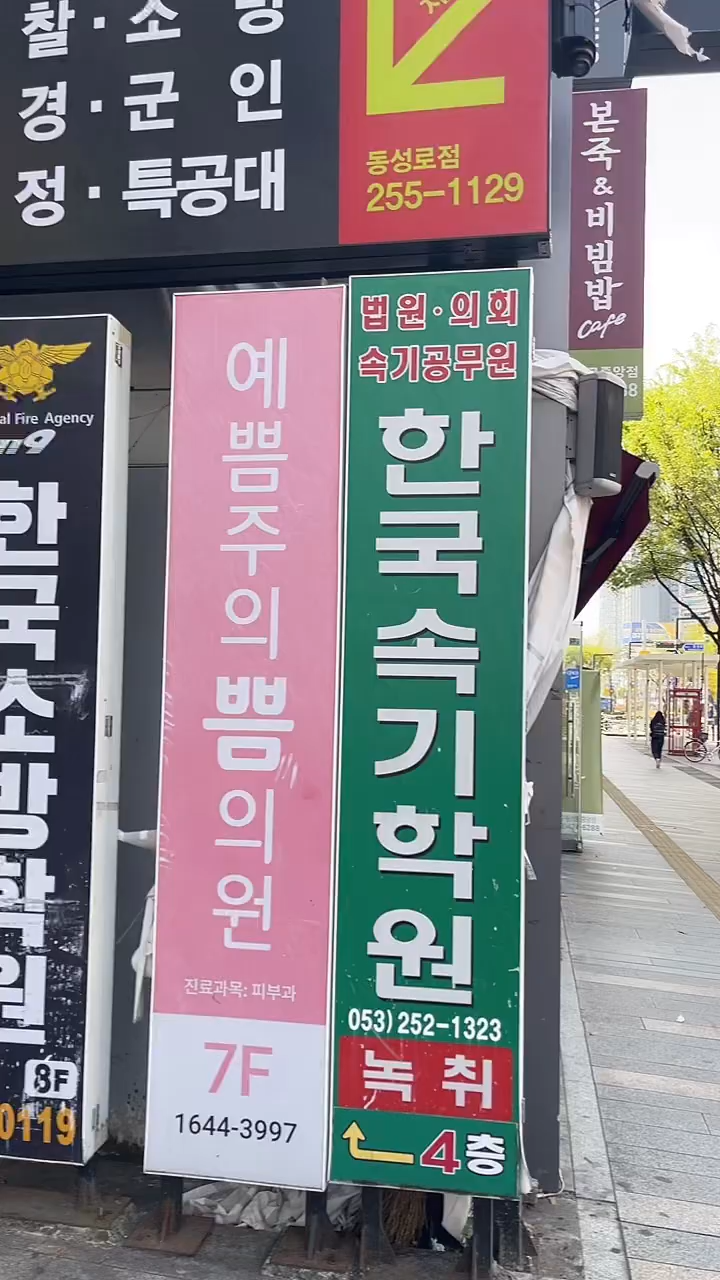 찰·소방
경·군인
정·특공대
동성로점
255-1129
본죽&비빔밥
cafe
al Fire Agency
한국소방학원
8F
0119
예쁨주의쁨의원
진료과목: 피부과
7F
1644-3997
법원·의회
속기공무원
한국속기학원
053) 252-1323
녹취
4층